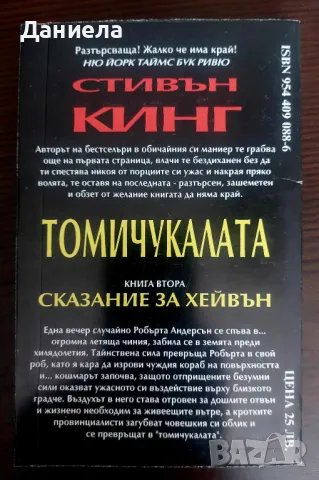 Даниела
Разтърсваща! Жалко че има край!
НЮ ЙОРК ТАЙМС БУК РИВЮ
СТИВЪН
КИНГ
ISBN 954 409 088-6
Авторът на бестсельри в обичайния си маниер те грабва
още на първата страница, влачи те бездиханен без да
ти спестява никоя от порциите си ужас и накрая пряко
волята, те оставя на последната - разтърсен, зашеметен
и обзет от желание книгата да няма край.
ТОМИЧУКАЛАТА
КНИГА ВТОРА
СКАЗАНИЕ ЗА ХЕЙВЪН
Една вечер случайно Робърта Андерсън се спъва в...
огромна летяща чиния, забила се в земята преди
хилядолетия. Тайнствена сила превръща Робърта в свой
роб, като я кара да изрови чуждия кораб на повърхността
и... кошмарът започва, защото отприщените безумни
сили оказват ужасното си въздействие върху близкото
градче. Въздухът в него става отровен за дошлите отвън
и жизнено необходим за живеещите вътре, а кротките
провинциалисти загубват човешкия си облик и
се превръщат в "томичукалата".
ЦЕНА 25 ЛВ.
BAZAR